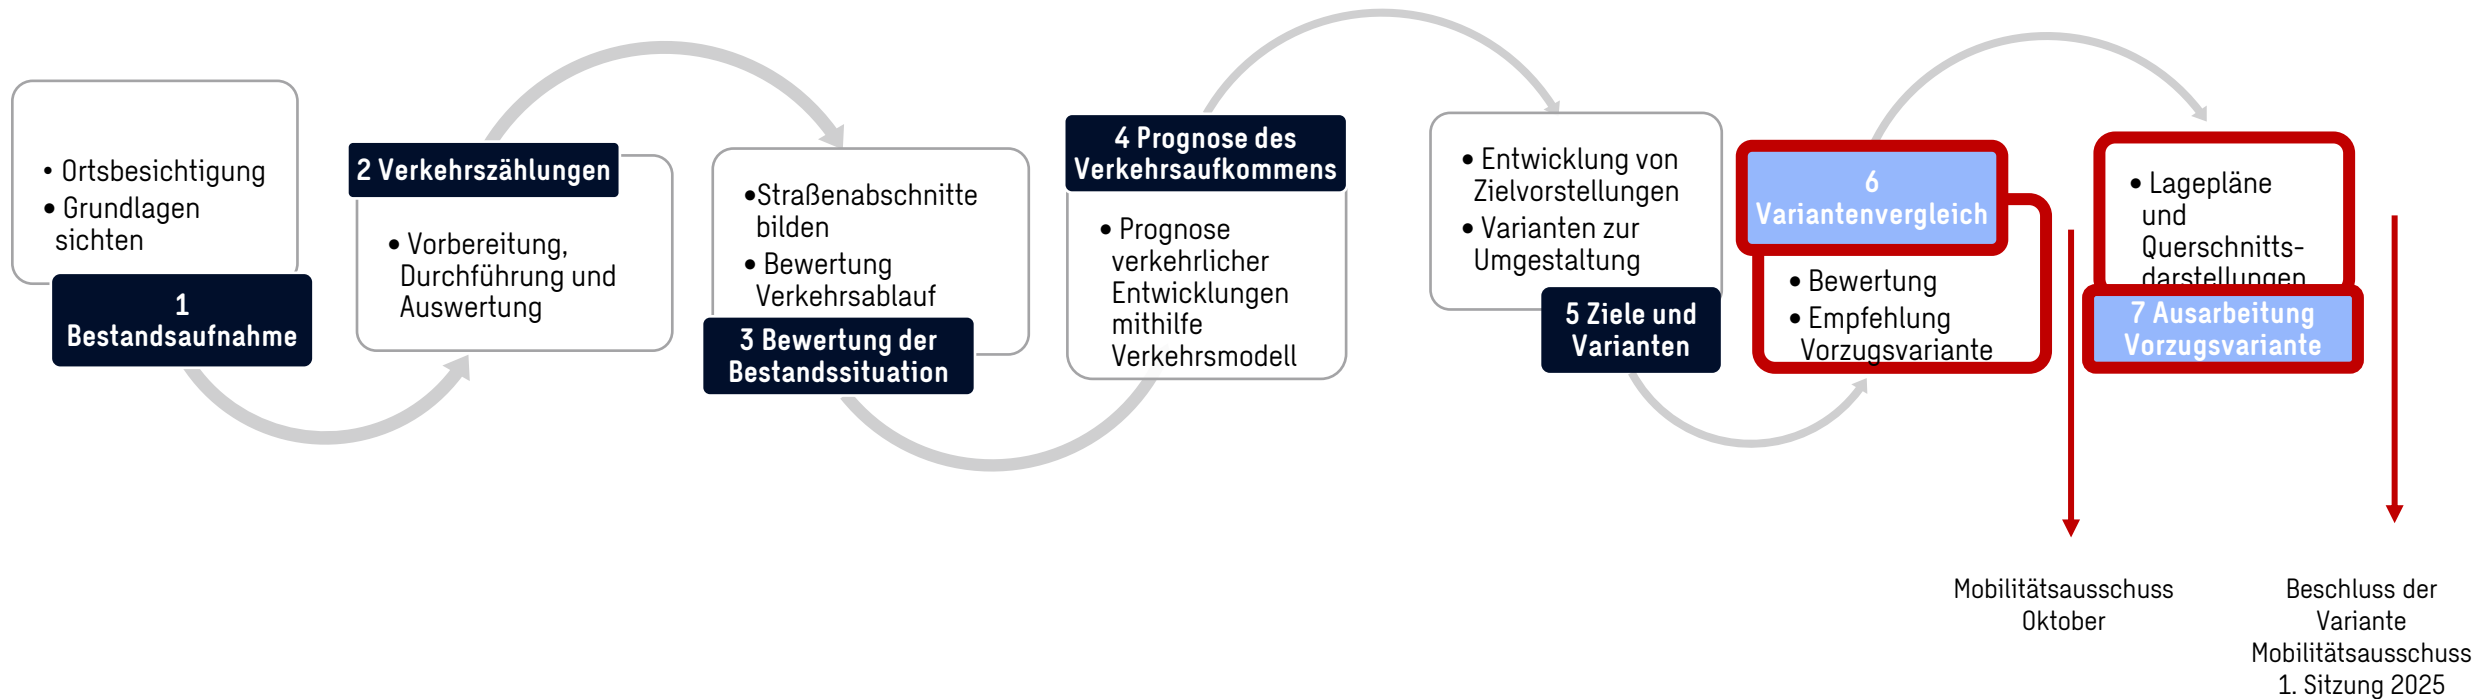 • Ortsbesichtigung
• Grundlagen
sichten
1
Bestandsaufnahme
2 Verkehrszählungen
• Vorbereitung,
Durchführung und
Auswertung
•Straßenabschnitte
bilden
• Bewertung
Verkehrsablauf
3 Bewertung der
Bestandssituation
4 Prognose des
Verkehrsaufkommens
• Prognose
verkehrlicher
Entwicklungen
mithilfe
Verkehrsmodell
• Entwicklung von
Zielvorstellungen
• Varianten zur
Umgestaltung
5 Ziele und
Varianten
6
Variantenvergleich
• Bewertung
• Empfehlung
Vorzugsvariante
• Lagepläne
und
Querschnitts-
darstellungen
7 Ausarbeitung
Vorzugsvariante
Mobilitätsausschuss
Oktober
Beschluss der
Variante
Mobilitätsausschuss
1. Sitzung 2025